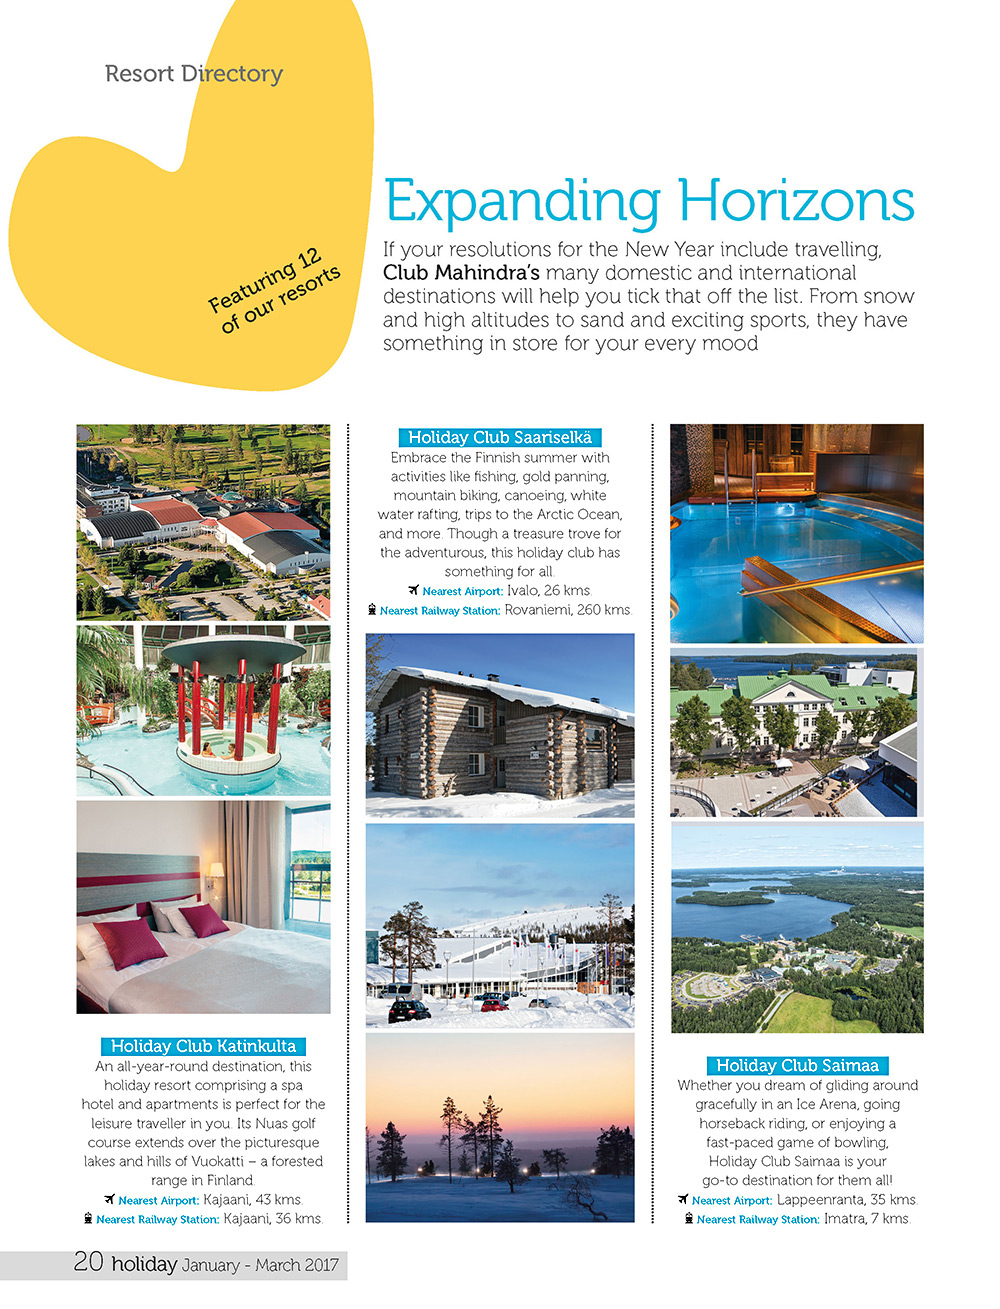 Resort Directory
Featuring 12
of our resorts
Expanding Horizons
If your resolutions for the New Year include travelling,
Club Mahindra's many domestic and international
destinations will help you tick that off the list. From snow
and high altitudes to sand and exciting sports, they have
something in store for your every mood
Holiday Club Katinkulta
An all-year-round destination, this
holiday resort comprising a spa
hotel and apartments is perfect for the
leisure traveller in you. Its Nuas golf
course extends over the picturesque
lakes and hills of Vuokatti – a forested
range in Finland.
Nearest Airport: Kajaani, 43 kms.
Nearest Railway Station: Kajaani, 36 kms.
Holiday Club Saariselkä
Embrace the Finnish summer with
activities like fishing, gold panning,
mountain biking, canoeing, white
water rafting, trips to the Arctic Ocean,
and more. Though a treasure trove for
the adventurous, this holiday club has
something for all.
Nearest Airport: Ivalo, 26 kms.
Nearest Railway Station: Rovaniemi, 260 kms.
Holiday Club Saimaa
Whether you dream of gliding around
gracefully in an Ice Arena, going
horseback riding, or enjoying a
fast-paced game of bowling,
Holiday Club Saimaa is your
go-to destination for them all!
Nearest Airport: Lappeenranta, 35 kms.
Nearest Railway Station: Imatra, 7 kms.
20 holiday January - March 2017